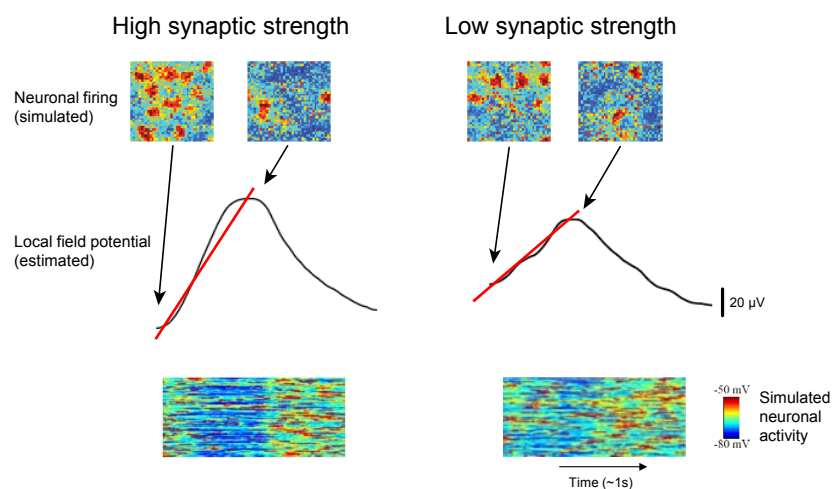 High synaptic strength
Low synaptic strength
Neuronal firing
(simulated)
Local field potential
(estimated)
20 µV
-50 mV
-80 mV
Simulated
neuronal
activity
Time (~1s)